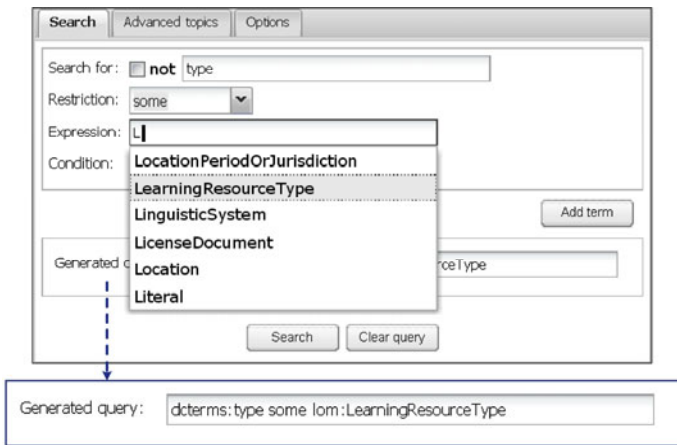 Search Advanced topics Options
Search for: not type
Restriction: some
Expression: L
Condition:
LocationPeriodOrJurisdiction
LearningResourceType
LinguisticSystem
LicenseDocument
Location
Literal
Add term
Generated rceType
Search Clear query
Generated query: dcterms:type some lom:LearningResourceType